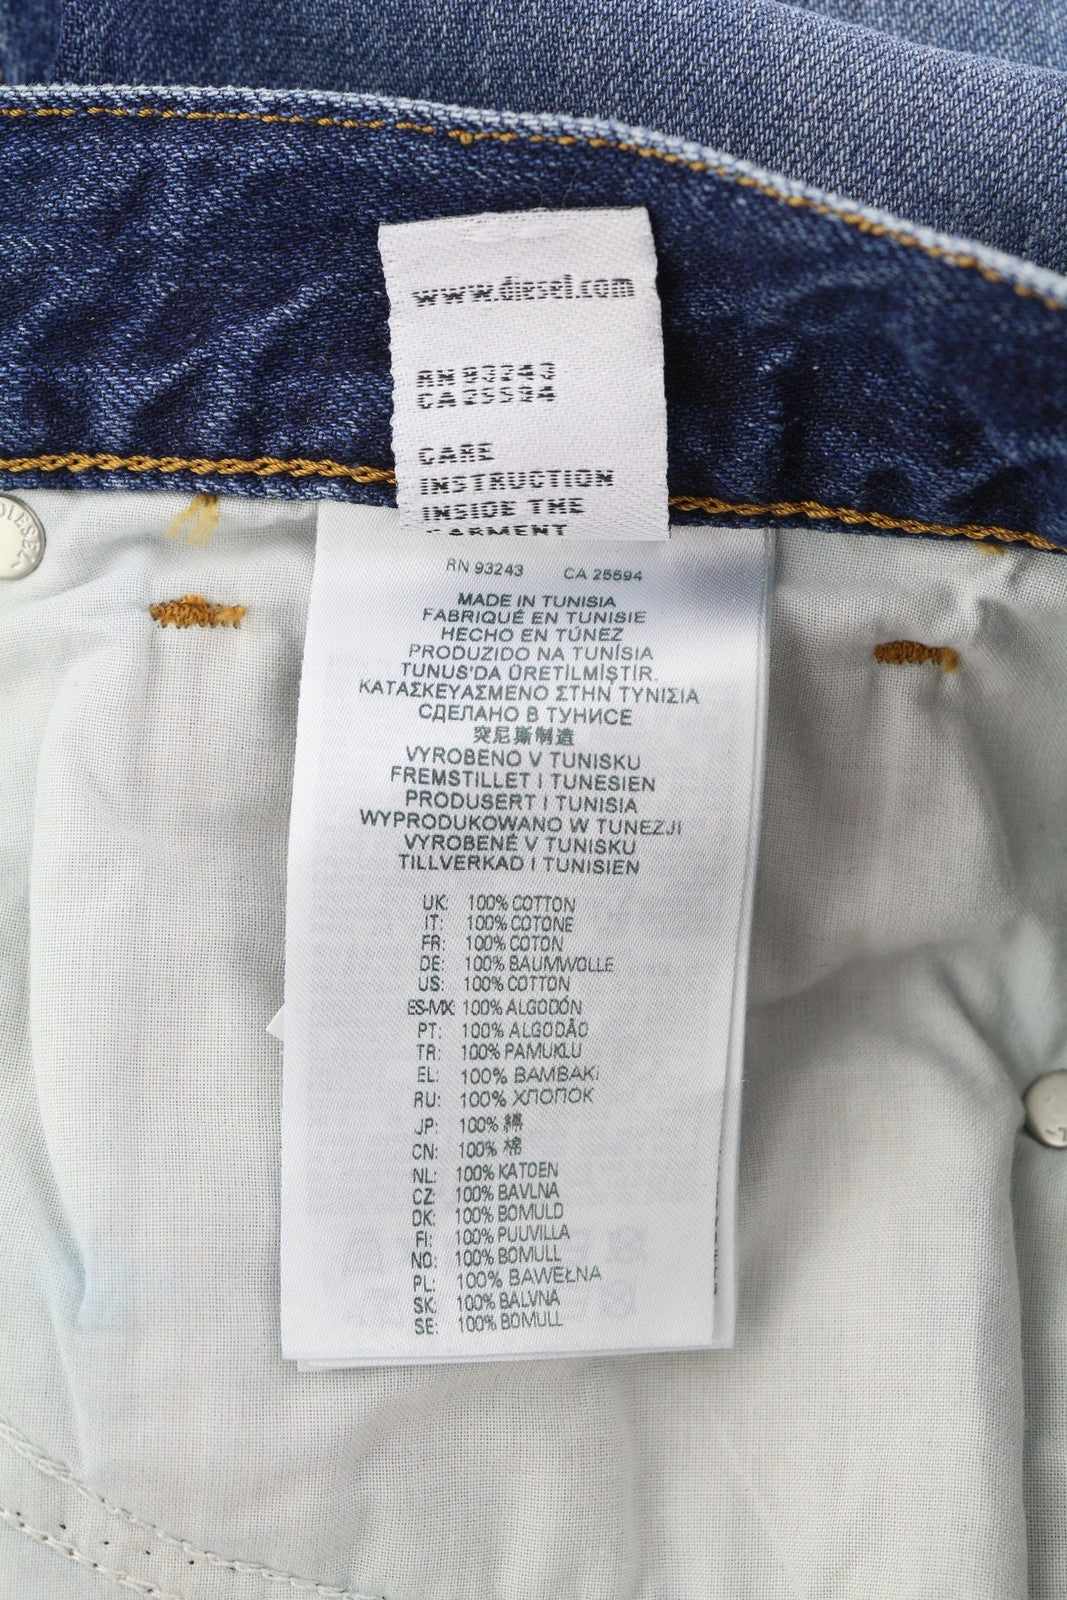 www.diesel.com
RN 93243
CA 25594
CARE
INSTRUCTION
INSIDE THE
GARMENT
DIESEL
RN 93243 CA 25594
MADE IN TUNISIA
FABRIQUÉ EN TUNISIE
HECHO EN TÚNEZ
PRODUZIDO NA TUNÍSIA
TUNUS'DA ÜRETİLMİŞTİR.
ΚΑΤΑΣΚΕΥΑΣΜΕΝΟ ΣΤΗΝ ΤΥΝΙΣΙΑ
СДЕЛАНО В ТУНИСЕ
突尼斯制造
VYROBENO V TUNISKU
FREMSTILLET I TUNESIEN
PRODUSERT I TUNISIA
WYPRODUKOWANO W TUNEZJI
VYROBENÉ V TUNISKU
TILLVERKAD I TUNISIEN
UK: 100% COTTON
IT: 100% COTONE
FR: 100% COTON
DE: 100% BAUMWOLLE
US: 100% COTTON
ES-MX: 100% ALGODÓN
PT: 100% ALGODÃO
TR: 100% PAMUKLU
EL: 100% ΒΑΜΒΑΚΙ
RU: 100% ХЛОПОК
JP: 100% 綿
CN: 100% 棉
NL: 100% KATOEN
CZ: 100% BAVLNA
DK: 100% BOMULD
FI: 100% PUUVILLA
NO: 100% BOMULL
PL: 100% BAWEŁNA
SK: 100% BALVNA
SE: 100% BOMULL